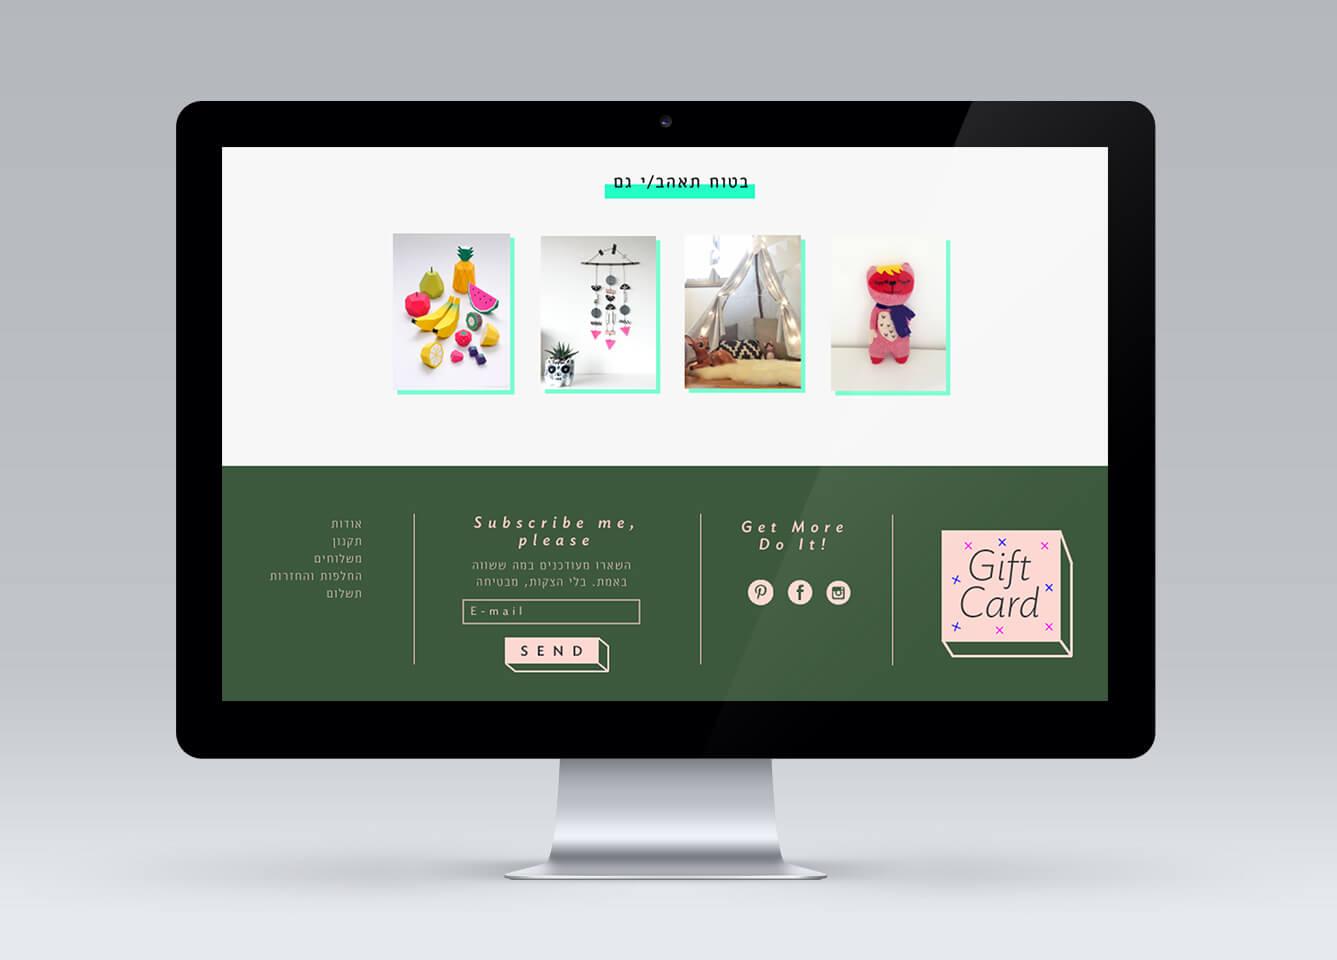 בטוח תאהב/י גם
אודות
תקנון
משלוחים
החלפות והחזרות
תשלום
Subscribe me,
please
השארו מעודכנים במה ששווה
באמת. בלי הצקות, מבטיחה
E-mail
SEND
Get More
Do It!
Gift
Card